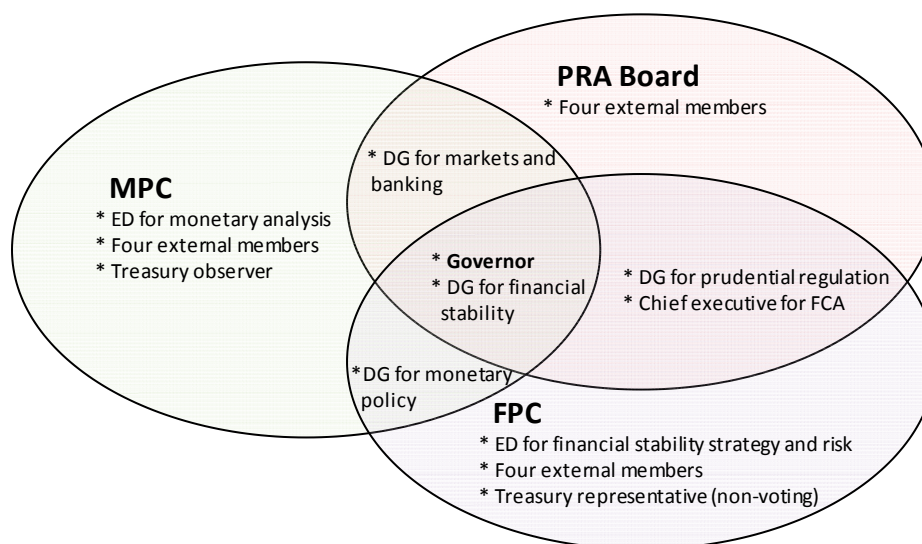 PRA Board
* Four external members
* DG for markets and
banking
MPC
* ED for monetary analysis
* Four external members
* Treasury observer
* Governor
* DG for financial
stability
* DG for prudential regulation
* Chief executive for FCA
*DG for monetary
policy
FPC
* ED for financial stability strategy and risk
* Four external members
* Treasury representative (non-voting)